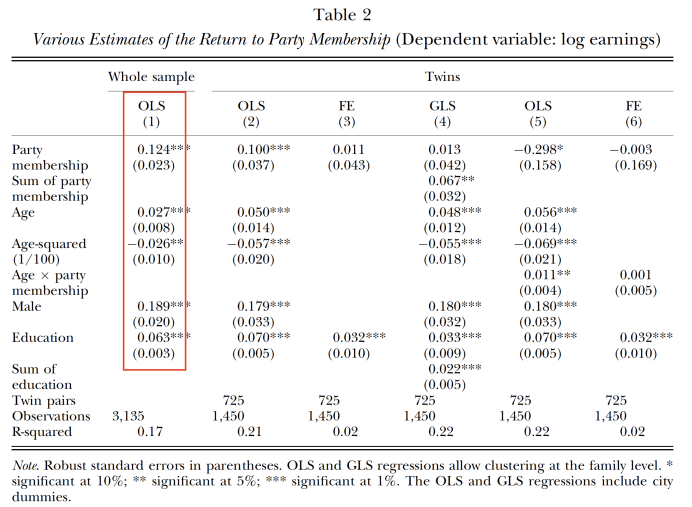 Table 2
Various Estimates of the Return to Party Membership (Dependent variable: log earnings)
Whole sample Twins
OLS OLS FE GLS OLS FE
(1) (2) (3) (4) (5) (6)
Party 0.124*** 0.100*** 0.011 0.013 −0.298* −0.003
membership (0.023) (0.037) (0.043) (0.042) (0.158) (0.169)
Sum of party 0.067**
membership (0.032)
Age 0.027*** 0.050*** 0.048*** 0.056***
(0.008) (0.014) (0.012) (0.014)
Age-squared −0.026** −0.057*** −0.055*** −0.069***
(1/100) (0.010) (0.020) (0.018) (0.021)
Age × party 0.011** 0.001
membership (0.004) (0.005)
Male 0.189*** 0.179*** 0.180*** 0.180***
(0.020) (0.033) (0.032) (0.033)
Education 0.063*** 0.070*** 0.032*** 0.033*** 0.070*** 0.032***
(0.003) (0.005) (0.010) (0.009) (0.005) (0.010)
Sum of 0.022***
education (0.005)
Twin pairs 725 725 725 725 725
Observations 3,135 1,450 1,450 1,450 1,450 1,450
R-squared 0.17 0.21 0.02 0.22 0.22 0.02
Note. Robust standard errors in parentheses. OLS and GLS regressions allow clustering at the family level. *
significant at 10%; ** significant at 5%; *** significant at 1%. The OLS and GLS regressions include city
dummies.